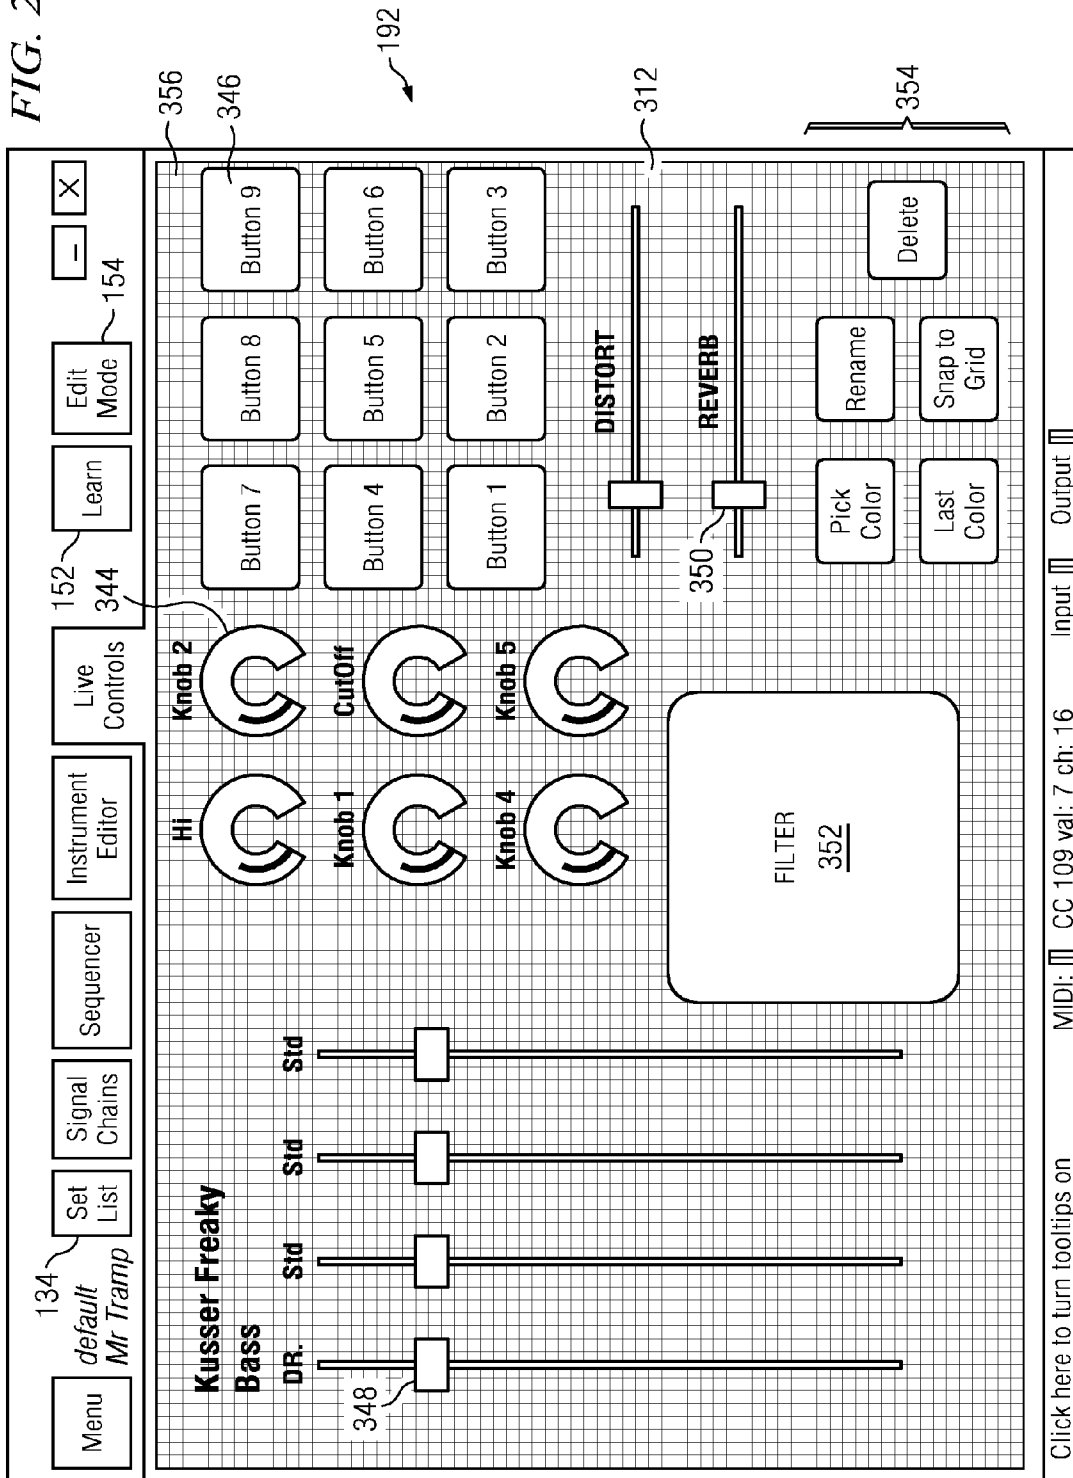 FIG. 2
192
Menu
134
default
Mr Tramp
Set
List
Signal
Chains
Sequencer
Instrument
Editor
Live
Controls
152
Learn
Edit
Mode
154
_
X
344
356
346
Kusser Freaky
Bass
DR.
Std
Std
Std
348
Hi
Knob 2
Knob 1
CutOff
Knob 4
Knob 5
Button 7
Button 8
Button 9
Button 4
Button 5
Button 6
Button 1
Button 2
Button 3
DISTORT
312
REVERB
350
FILTER
352
Pick
Color
Rename
Delete
Last
Color
Snap to
Grid
354
Click here to turn tooltips on
MIDI:
CC 109 val: 7 ch: 16
Input
Output